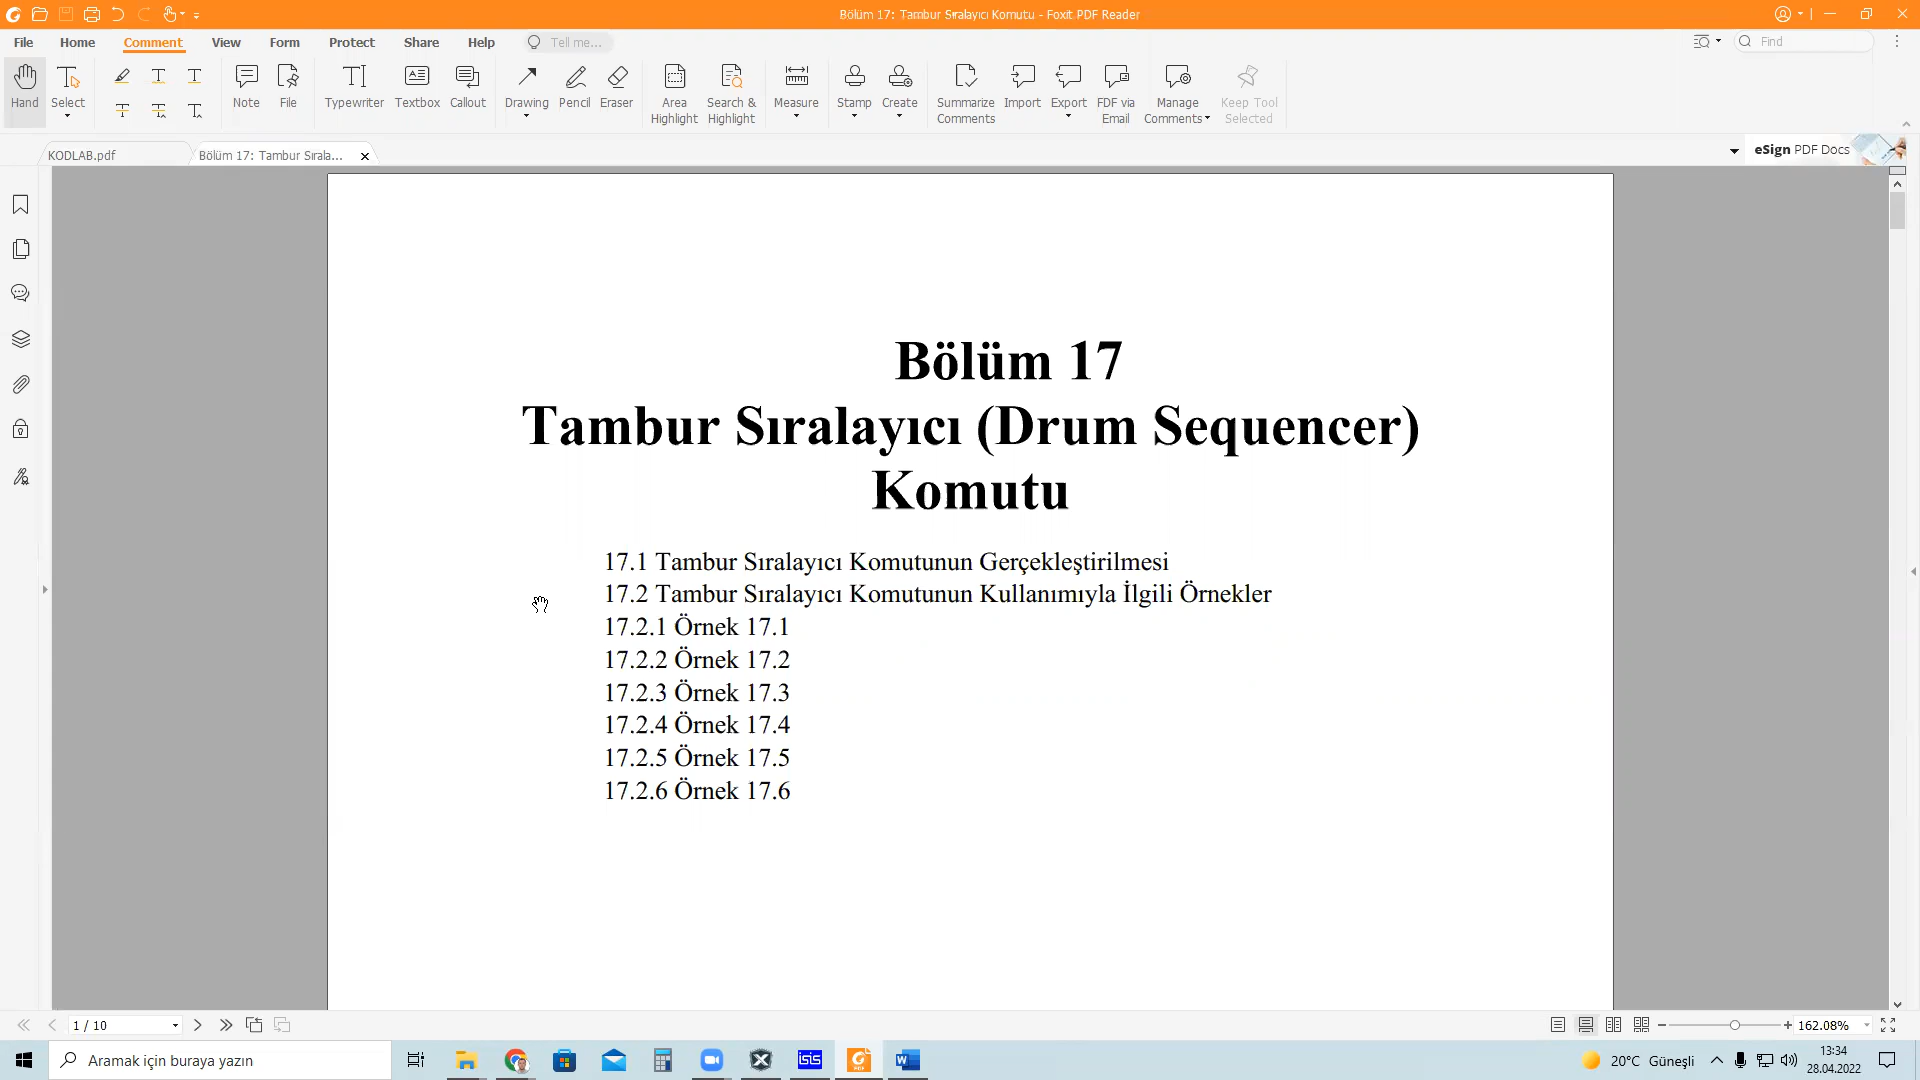 Bölüm 17: Tambur Sıralayıcı Komutu - Foxit PDF Reader
File Home Comment View Form Protect Share Help Tell me... Find
Hand Select Note File Typewriter Textbox Callout Drawing Pencil Eraser Area Highlight Search & Highlight Measure Stamp Create Summarize Comments Import Export FDF via Email Manage Comments Keep Tool Selected
KODLAB.pdf Bölüm 17: Tambur Sırala... eSign PDF Docs
Bölüm 17
Tambur Sıralayıcı (Drum Sequencer)
Komutu
17.1 Tambur Sıralayıcı Komutunun Gerçekleştirilmesi
17.2 Tambur Sıralayıcı Komutunun Kullanımıyla İlgili Örnekler
17.2.1 Örnek 17.1
17.2.2 Örnek 17.2
17.2.3 Örnek 17.3
17.2.4 Örnek 17.4
17.2.5 Örnek 17.5
17.2.6 Örnek 17.6
1 / 10 162.08%
Aramak için buraya yazın isis PDF 20°C Güneşli 13:34
28.04.2022